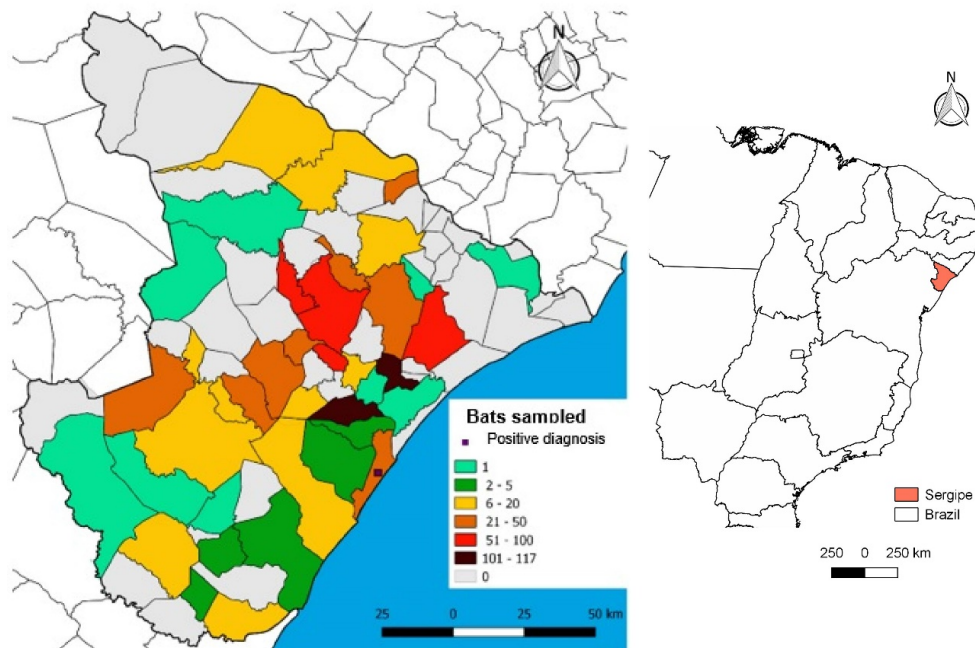 N
N
Bats sampled
Positive diagnosis
1
2 - 5
6 - 20
21 - 50
51 - 100
101 - 117
0
25 0 25 50 km
Sergipe
Brazil
250 0 250 km